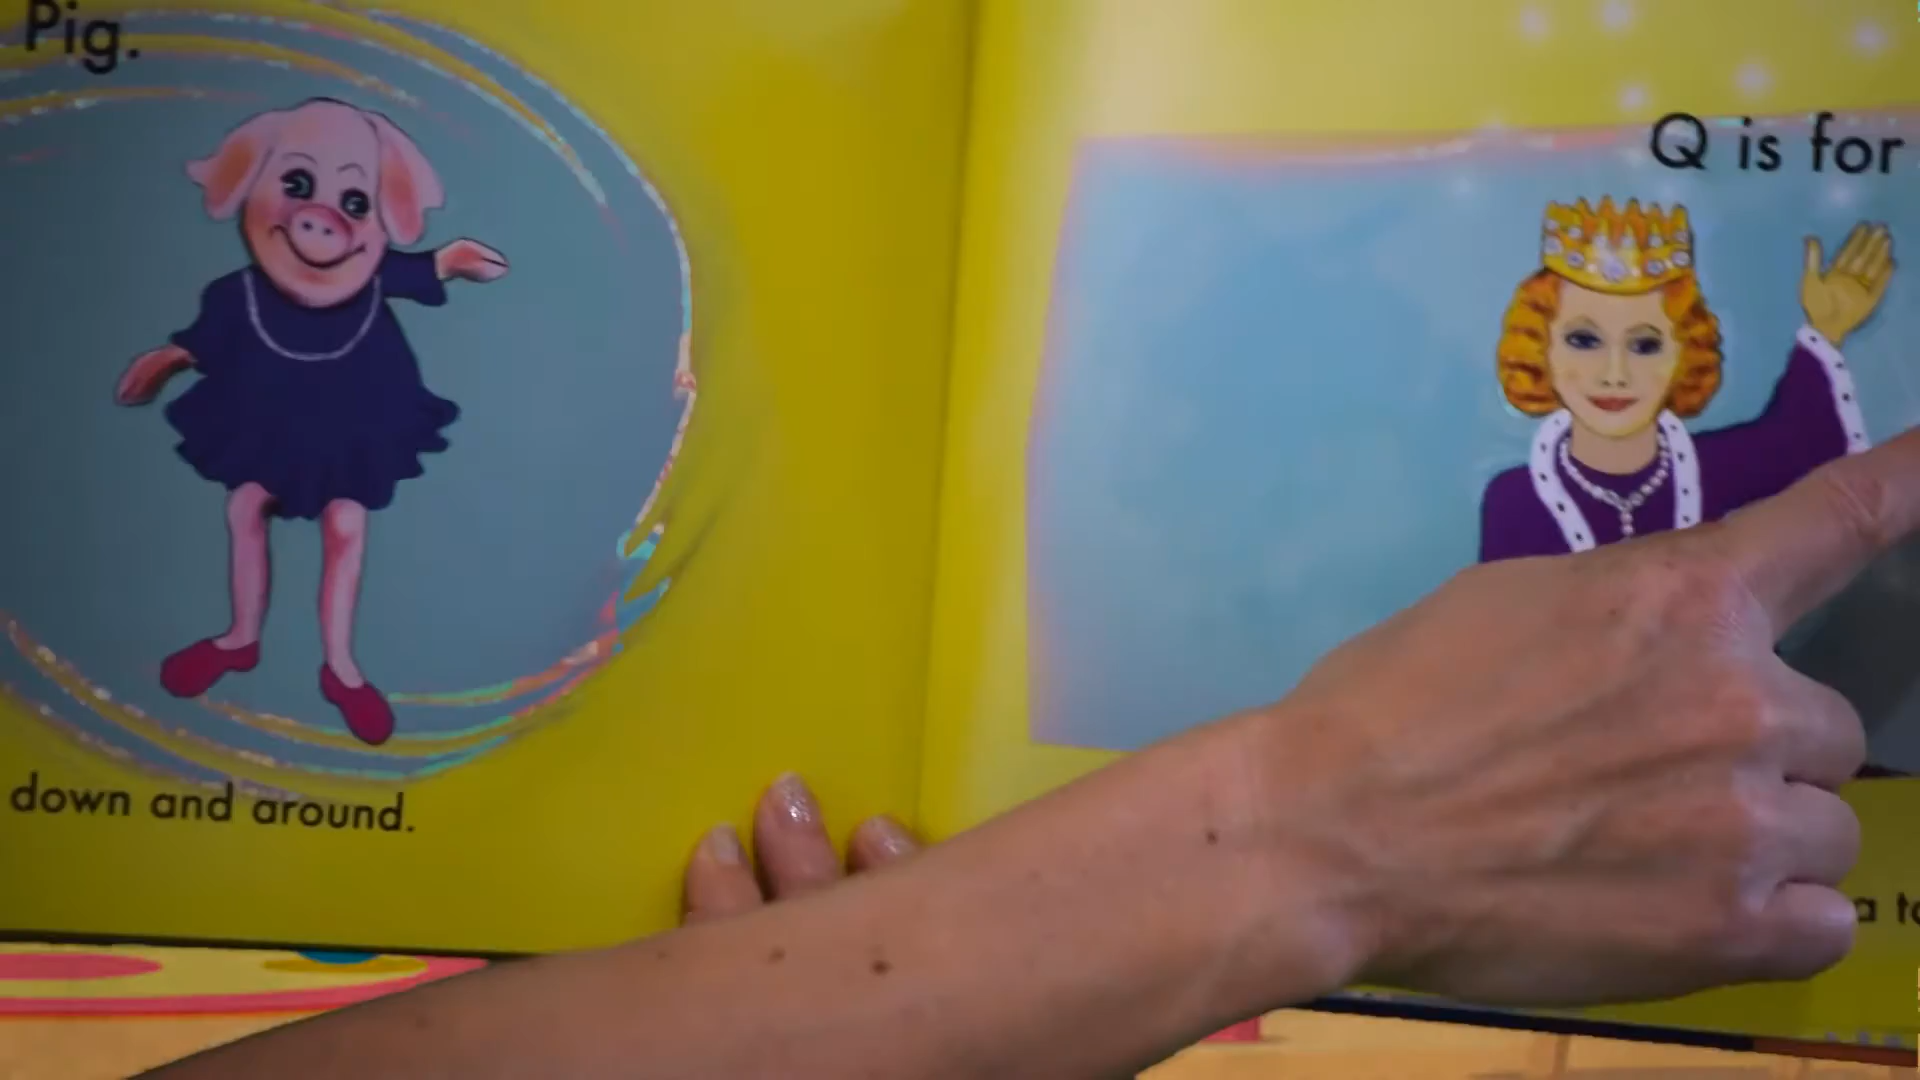 Pig.
down and around.
Q is for
a